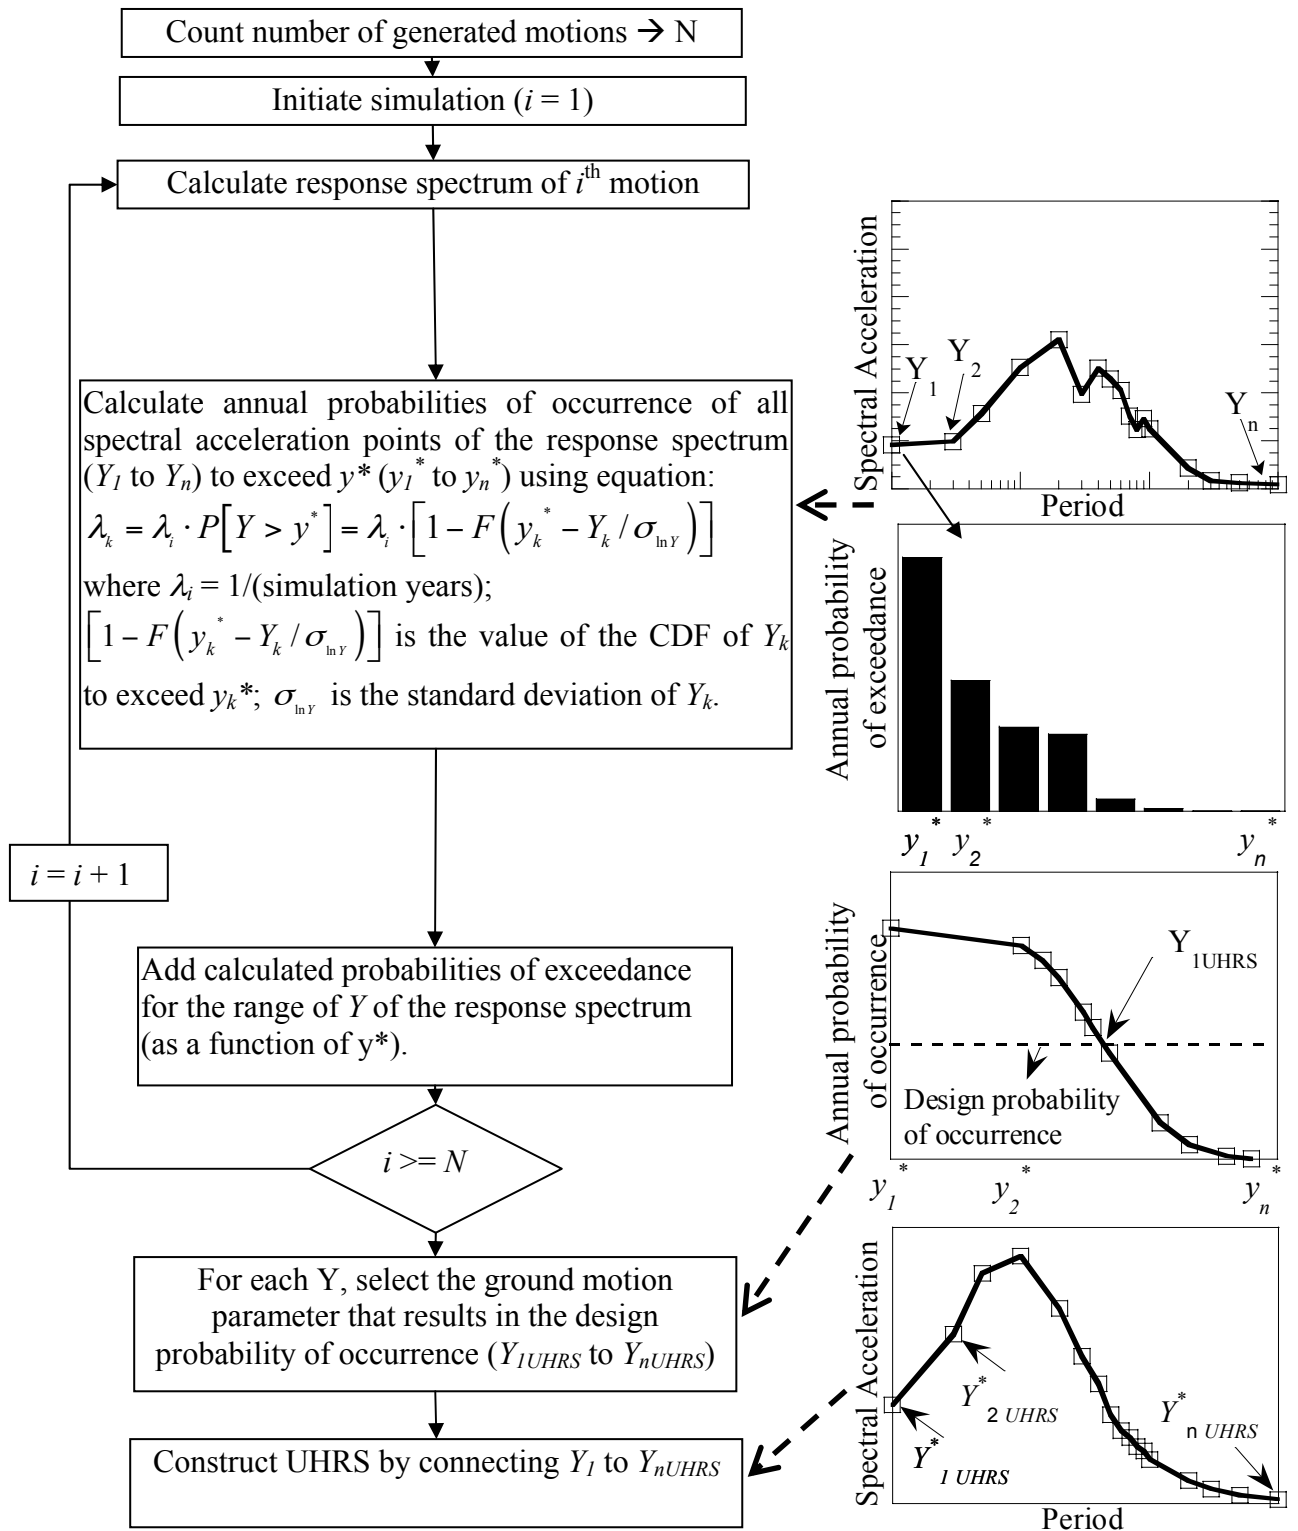 Count number of generated motions → N
Initiate simulation (i = 1)
Calculate response spectrum of iᵗʰ motion
Calculate annual probabilities of occurrence of all
spectral acceleration points of the response spectrum
(Y₁ to Yₙ) to exceed y* (y₁* to yₙ*) using equation:
λₖ = λᵢ · P[Y > y*] = λᵢ · [1 − F(yₖ* − Yₖ / σ_ln Y)]
where λᵢ = 1/(simulation years);
[1 − F(yₖ* − Yₖ / σ_ln Y)] is the value of the CDF of Yₖ
to exceed yₖ*; σ_ln Y is the standard deviation of Yₖ.
i = i + 1
Add calculated probabilities of exceedance
for the range of Y of the response spectrum
(as a function of y*).
i >= N
For each Y, select the ground motion
parameter that results in the design
probability of occurrence (Y1UHRS to YnUHRS)
Construct UHRS by connecting Y₁ to YnUHRS
Spectral Acceleration
Y₁
Y₂
Yₙ
Period
Annual probability
of exceedance
y₁*
y₂*
yₙ*
Annual probability
of occurrence
Y1UHRS
Design probability
of occurrence
y₁*
y₂*
yₙ*
Spectral Acceleration
Y*2 UHRS
Y*n UHRS
Y*1 UHRS
Period